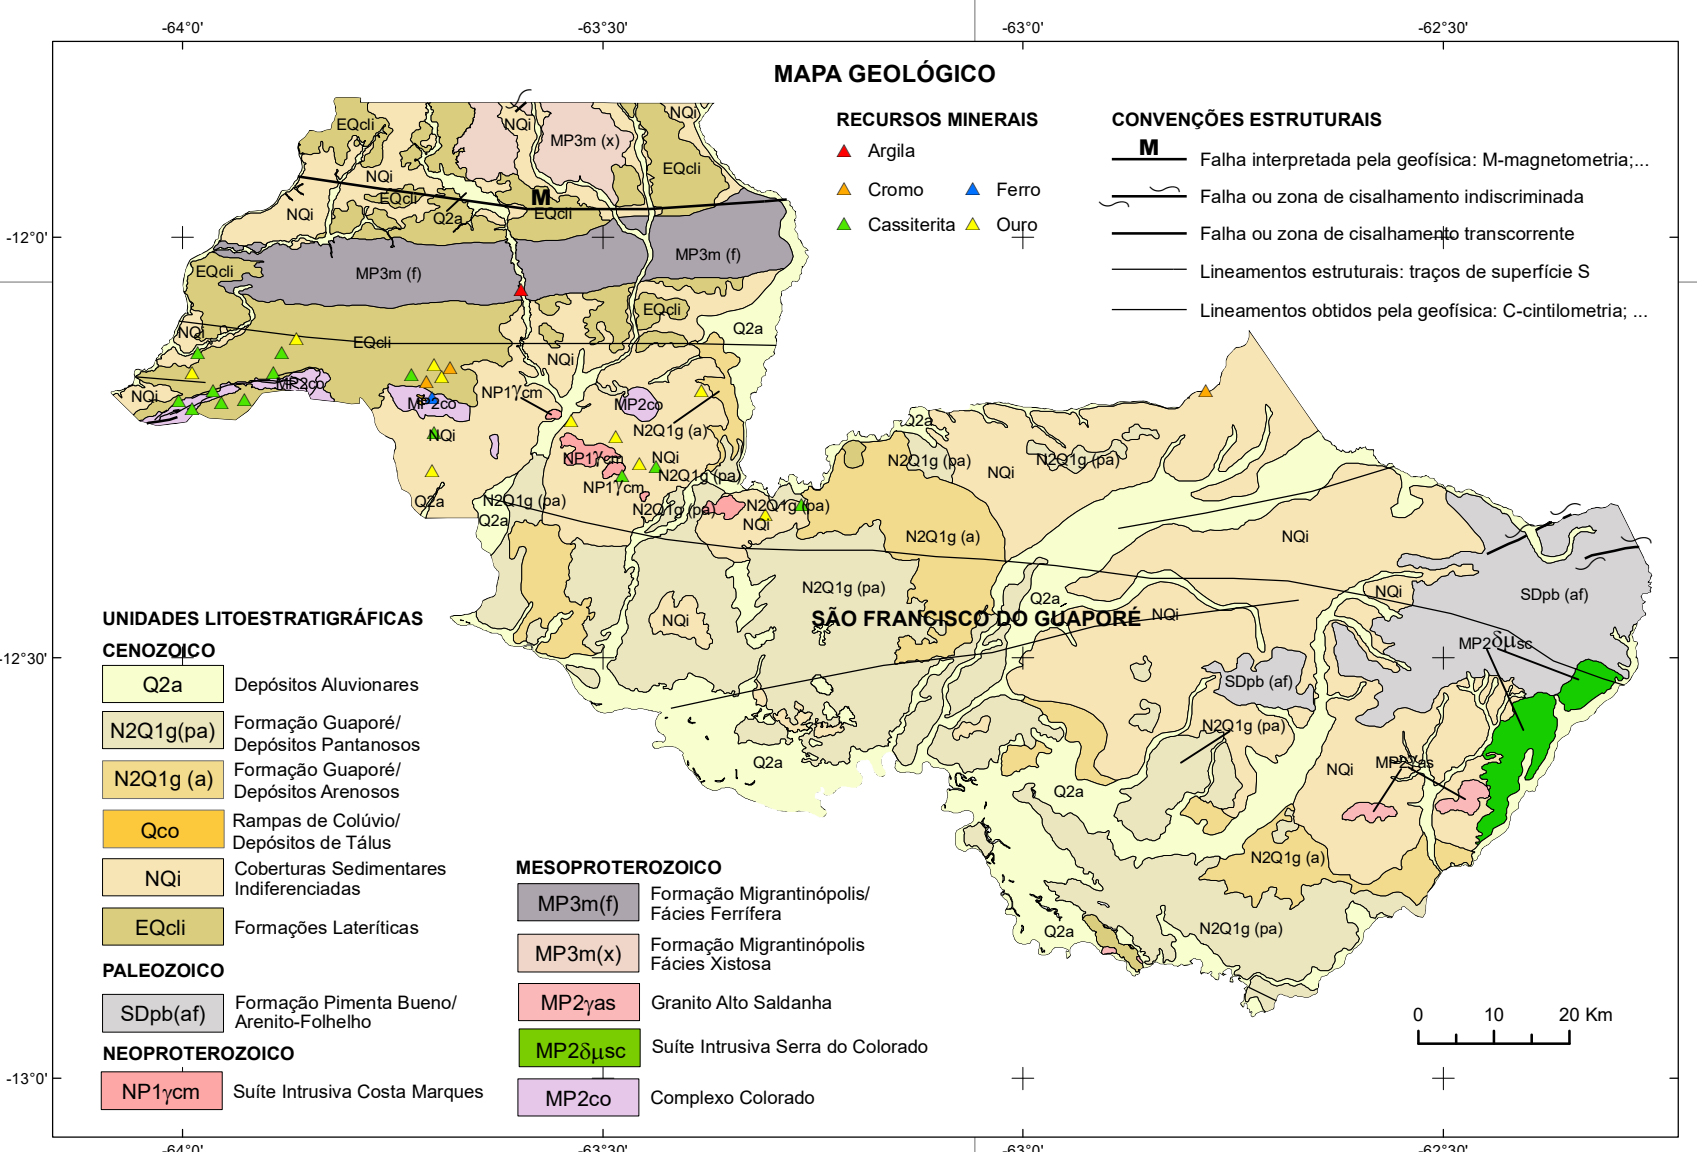 -64°0'
-63°30'
-63°0'
-62°30'
MAPA GEOLÓGICO
RECURSOS MINERAIS
Argila
Cromo
Ferro
Cassiterita
Ouro
CONVENÇÕES ESTRUTURAIS
M
Falha interpretada pela geofísica: M-magnetometria;...
Falha ou zona de cisalhamento indiscriminada
Falha ou zona de cisalhamento transcorrente
Lineamentos estruturais: traços de superfície S
Lineamentos obtidos pela geofísica: C-cintilometria; ...
-12°0'
-12°30'
-13°0'
EQcli
NQi
MP3m (x)
NQi
EQcli
NQi
EQcli
NQi
Q2a
M
EQcli
EQcli
MP3m (f)
MP3m (f)
NQi
EQcli
EQcli
Q2a
NQi
NQi
MP2co
MP2co
NP1γcm
MP2co
NQi
N2Q1g (a)
NP1γcm
NQi
N2Q1g (pa)
NP1γcm
Q2a
N2Q1g (pa)
Q2a
N2Q1g (pa)
N2Q1g (pa)
NQi
Q2a
N2Q1g (pa)
NQi
N2Q1g (pa)
N2Q1g (a)
NQi
N2Q1g (pa)
Q2a
NQi
SDpb (af)
NQi
SÃO FRANCISCO DO GUAPORÉ
NQi
MP2δμsc
SDpb (af)
N2Q1g (pa)
Q2a
Q2a
NQi
MP2γas
N2Q1g (a)
Q2a
N2Q1g (pa)
UNIDADES LITOESTRATIGRÁFICAS
CENOZOICO
Q2a
Depósitos Aluvionares
N2Q1g(pa)
Formação Guaporé/
Depósitos Pantanosos
N2Q1g (a)
Formação Guaporé/
Depósitos Arenosos
Qco
Rampas de Colúvio/
Depósitos de Tálus
NQi
Coberturas Sedimentares
Indiferenciadas
EQcli
Formações Lateríticas
PALEOZOICO
SDpb(af)
Formação Pimenta Bueno/
Arenito-Folhelho
NEOPROTEROZOICO
NP1γcm
Suíte Intrusiva Costa Marques
MESOPROTEROZOICO
MP3m(f)
Formação Migrantinópolis/
Fácies Ferrífera
MP3m(x)
Formação Migrantinópolis
Fácies Xistosa
MP2γas
Granito Alto Saldanha
MP2δμsc
Suíte Intrusiva Serra do Colorado
MP2co
Complexo Colorado
0 10 20 Km
-64°0'
-63°30'
-63°0'
-62°30'